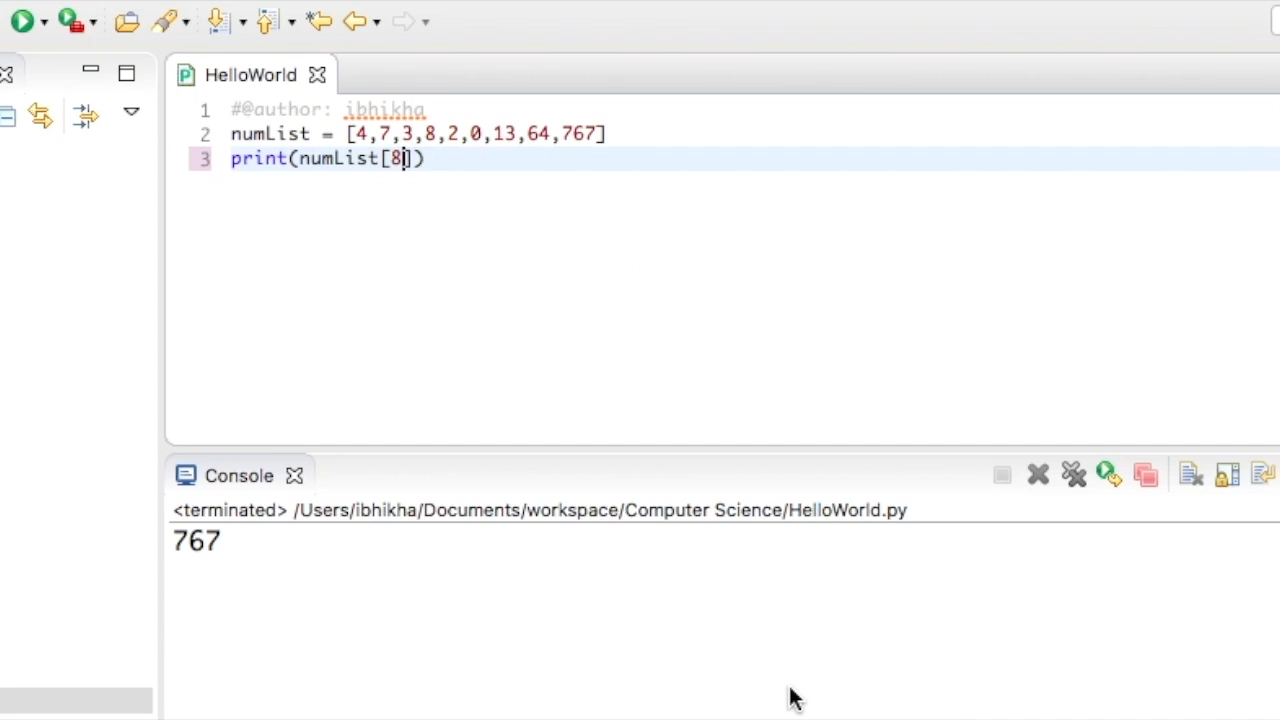 HelloWorld
1 #@author: ibhikha
2 numList = [4,7,3,8,2,0,13,64,767]
3 print(numList[8])
Console
<terminated> /Users/ibhikha/Documents/workspace/Computer Science/HelloWorld.py
767